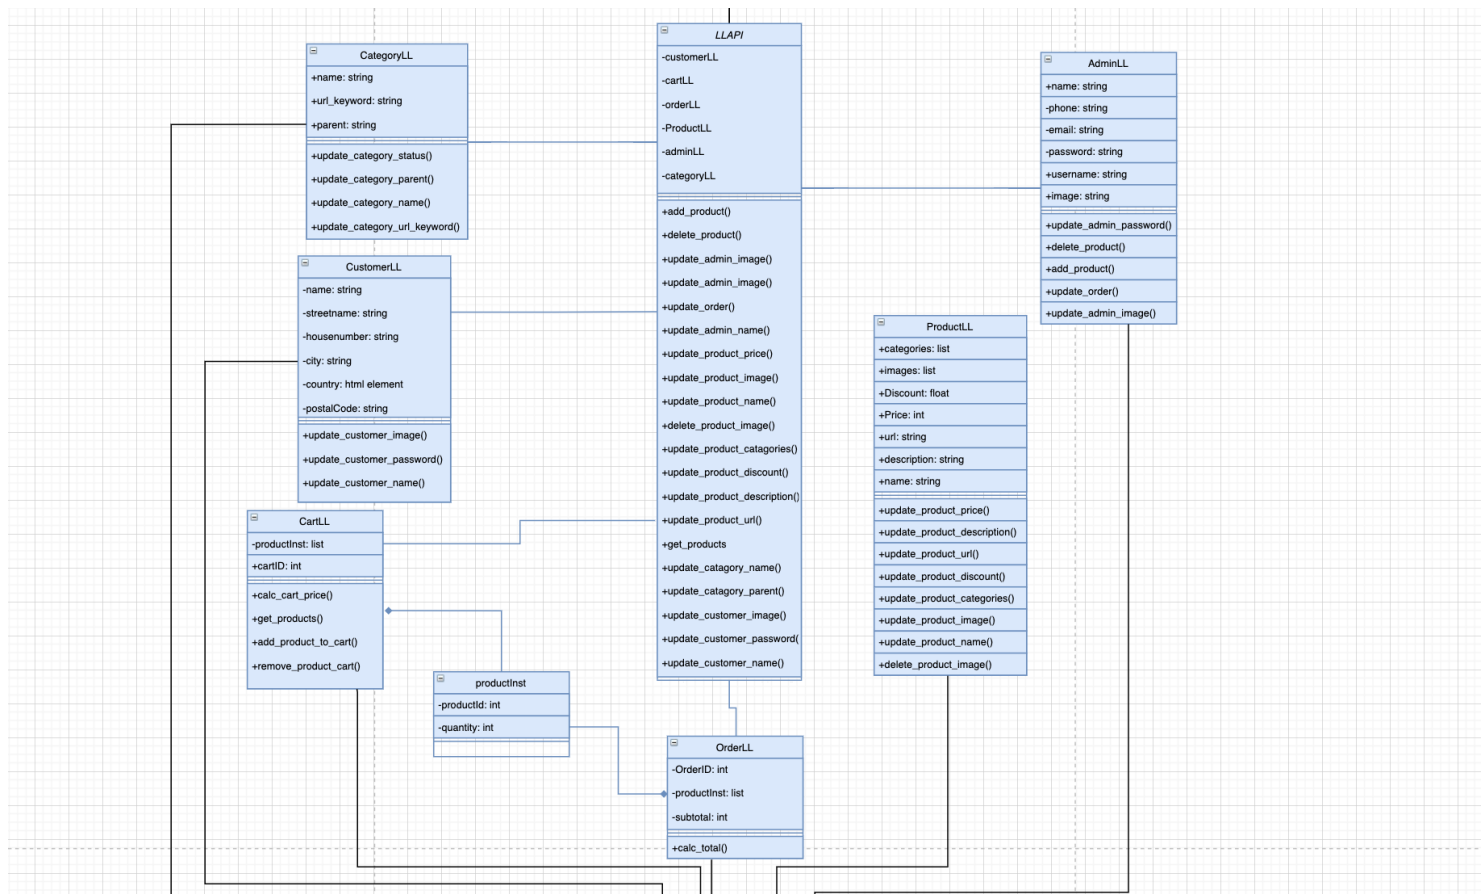 CategoryLL
+name: string
+url_keyword: string
+parent: string
+update_category_status()
+update_category_parent()
+update_category_name()
+update_category_url_keyword()
CustomerLL
-name: string
-streetname: string
-housenumber: string
-city: string
-country: html element
-postalCode: string
+update_customer_image()
+update_customer_password()
+update_customer_name()
CartLL
-productInst: list
+cartID: int
+calc_cart_price()
+get_products()
+add_product_to_cart()
+remove_product_cart()
productInst
-productId: int
-quantity: int
LLAPI
-customerLL
-cartLL
-orderLL
-ProductLL
-adminLL
-categoryLL
+add_product()
+delete_product()
+update_admin_image()
+update_admin_image()
+update_order()
+update_admin_name()
+update_product_price()
+update_product_image()
+update_product_name()
+delete_product_image()
+update_product_catagories()
+update_product_discount()
+update_product_description()
+update_product_url()
+get_products
+update_catagory_name()
+update_catagory_parent()
+update_customer_image()
+update_customer_password(
+update_customer_name()
OrderLL
-OrderID: int
-productInst: list
-subtotal: int
+calc_total()
ProductLL
+categories: list
+images: list
+Discount: float
+Price: int
+url: string
+description: string
+name: string
+update_product_price()
+update_product_description()
+update_product_url()
+update_product_discount()
+update_product_categories()
+update_product_image()
+update_product_name()
+delete_product_image()
AdminLL
+name: string
-phone: string
-email: string
-password: string
+username: string
+image: string
+update_admin_password()
+delete_product()
+add_product()
+update_order()
+update_admin_image()